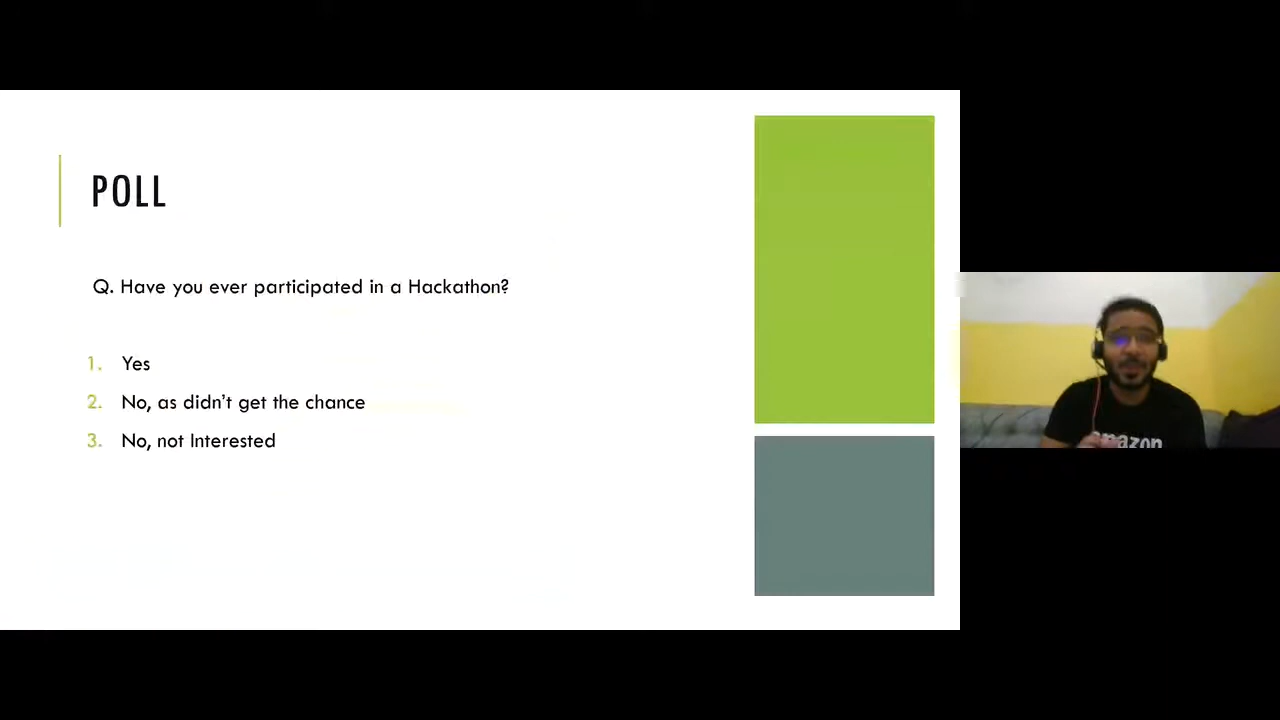 POLL
Q. Have you ever participated in a Hackathon?
1. Yes
2. No, as didn't get the chance
3. No, not Interested
amazon